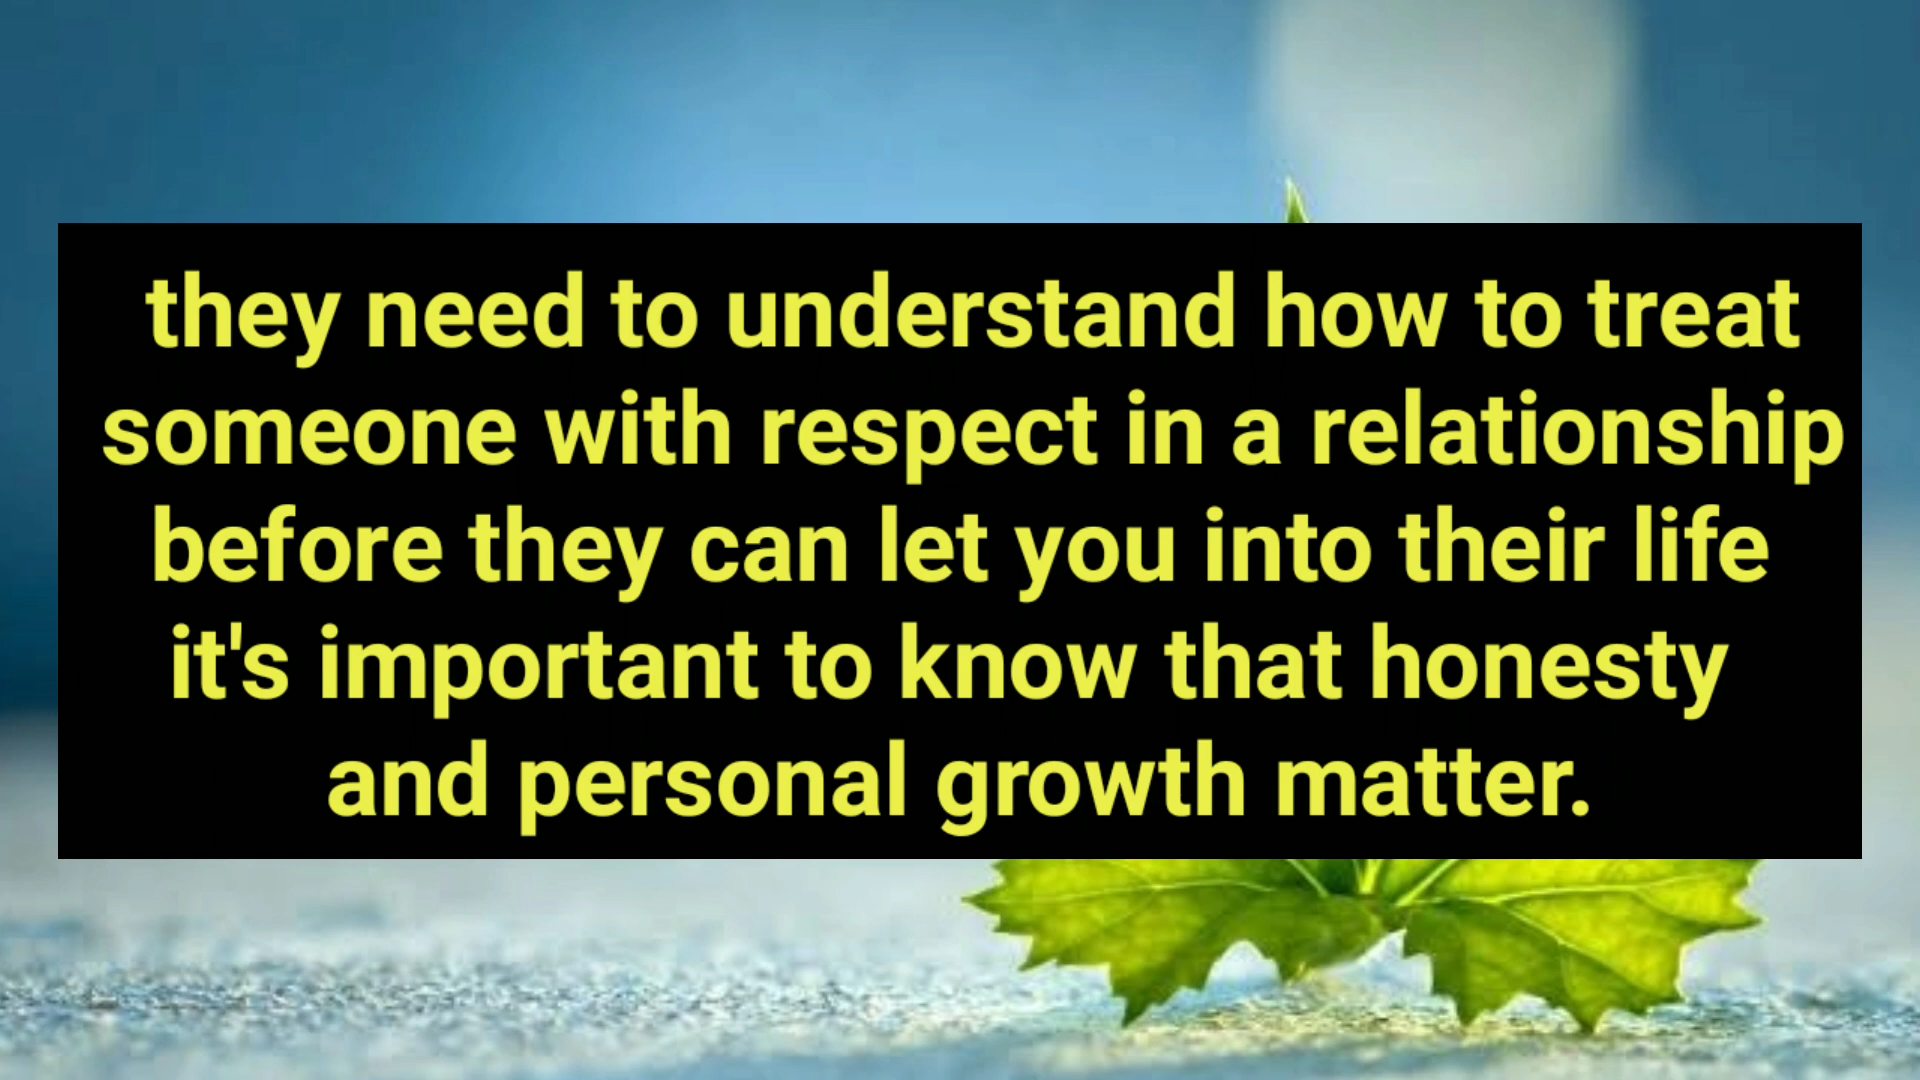 they need to understand how to treat
someone with respect in a relationship
before they can let you into their life
it's important to know that honesty
and personal growth matter.